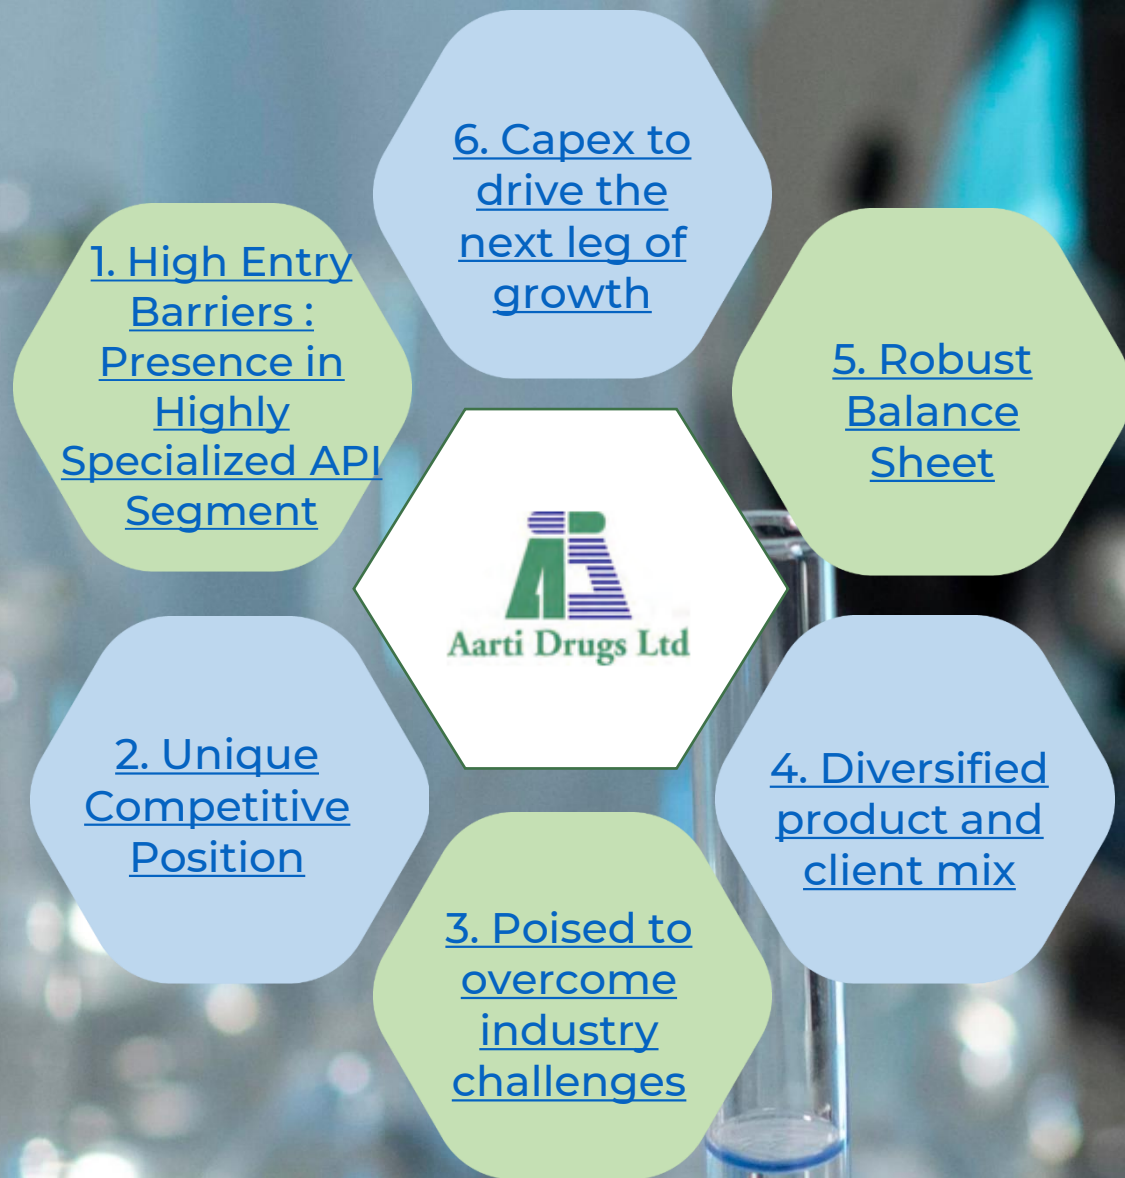 6. Capex to
drive the
next leg of
growth
1. High Entry
Barriers :
Presence in
Highly
Specialized API
Segment
5. Robust
Balance
Sheet
Aarti Drugs Ltd
2. Unique
Competitive
Position
4. Diversified
product and
client mix
3. Poised to
overcome
industry
challenges